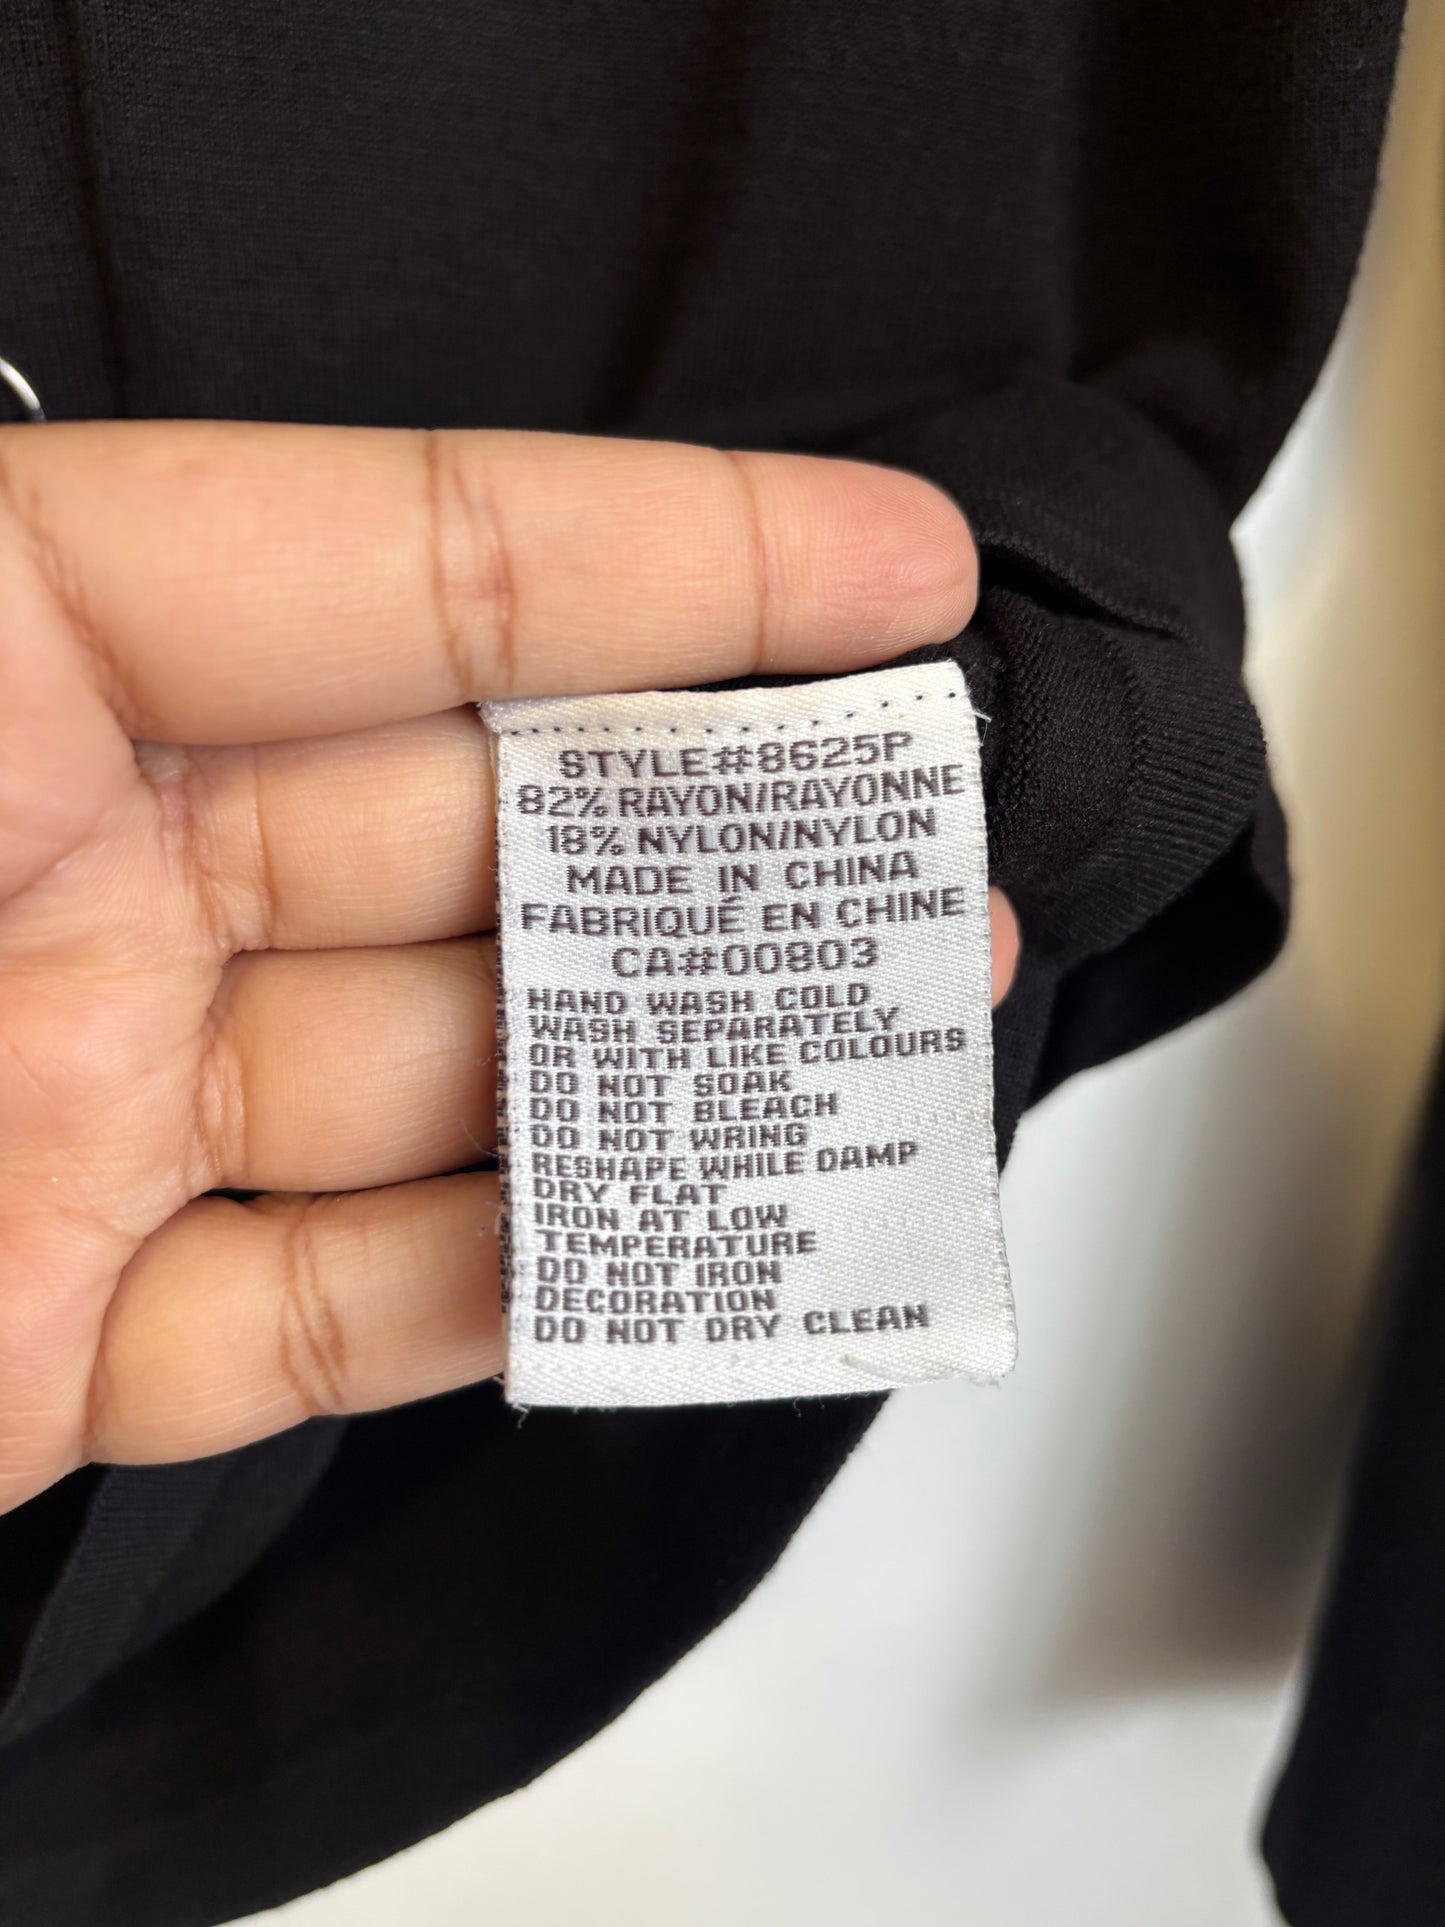 STYLE#8625P
82% RAYON/RAYONNE
18% NYLON/NYLON
MADE IN CHINA
FABRIQUÉ EN CHINE
CA#00803
HAND WASH COLD
WASH SEPARATELY
OR WITH LIKE COLOURS
DO NOT SOAK
DO NOT BLEACH
DO NOT WRING
RESHAPE WHILE DAMP
DRY FLAT
IRON AT LOW
TEMPERATURE
DO NOT IRON
DECORATION
DO NOT DRY CLEAN